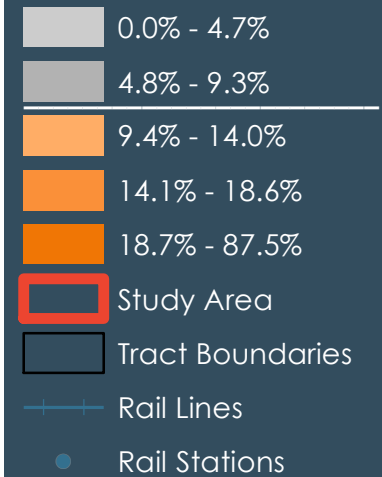 0.0% - 4.7%
4.8% - 9.3%
9.4% - 14.0%
14.1% - 18.6%
18.7% - 87.5%
Study Area
Tract Boundaries
Rail Lines
Rail Stations